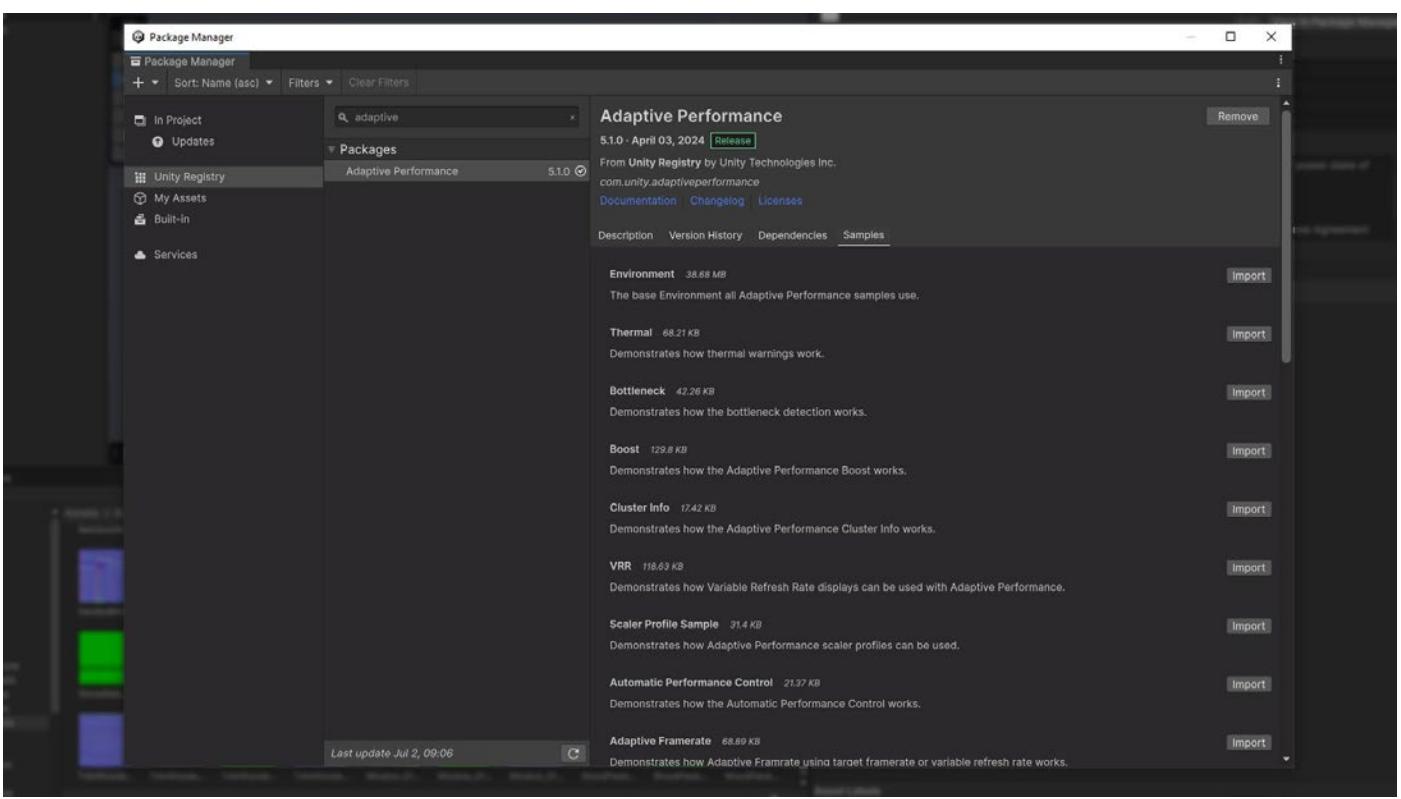 Package Manager
Package Manager
Sort: Name (asc) Filters Clear Filters
In Project
Updates
Unity Registry
My Assets
Built-in
Services
adaptive
Packages
Adaptive Performance 5.1.0
Last update Jul 2, 09:06
Adaptive Performance Remove
5.1.0 · April 03, 2024 Release
From Unity Registry by Unity Technologies Inc.
com.unity.adaptiveperformance
Documentation Changelog Licenses
Description Version History Dependencies Samples
Environment 38.68 MB Import
The base Environment all Adaptive Performance samples use.
Thermal 68.21 KB Import
Demonstrates how thermal warnings work.
Bottleneck 42.26 KB Import
Demonstrates how the bottleneck detection works.
Boost 129.8 KB Import
Demonstrates how the Adaptive Performance Boost works.
Cluster Info 17.42 KB Import
Demonstrates how the Adaptive Performance Cluster Info works.
VRR 118.63 KB Import
Demonstrates how Variable Refresh Rate displays can be used with Adaptive Performance.
Scaler Profile Sample 31.4 KB Import
Demonstrates how Adaptive Performance scaler profiles can be used.
Automatic Performance Control 21.37 KB Import
Demonstrates how the Automatic Performance Control works.
Adaptive Framerate 68.69 KB Import
Demonstrates how Adaptive Framrate using target framerate or variable refresh rate works.